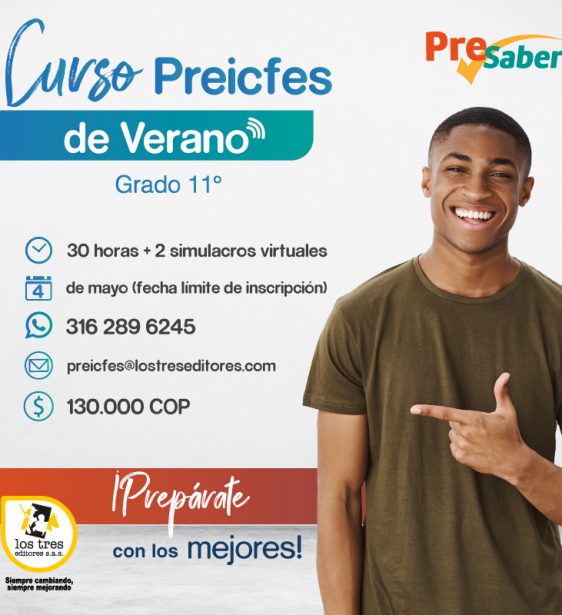 Curso Preicfes
PreSaber
de Verano
Grado 11°
30 horas + 2 simulacros virtuales
4 de mayo (fecha límite de inscripción)
316 289 6245
preicfes@lostreseditores.com
$ 130.000 COP
¡Prepárate
con los mejores!
los tres
editores s.a.s.
Siempre cambiando,
siempre mejorando